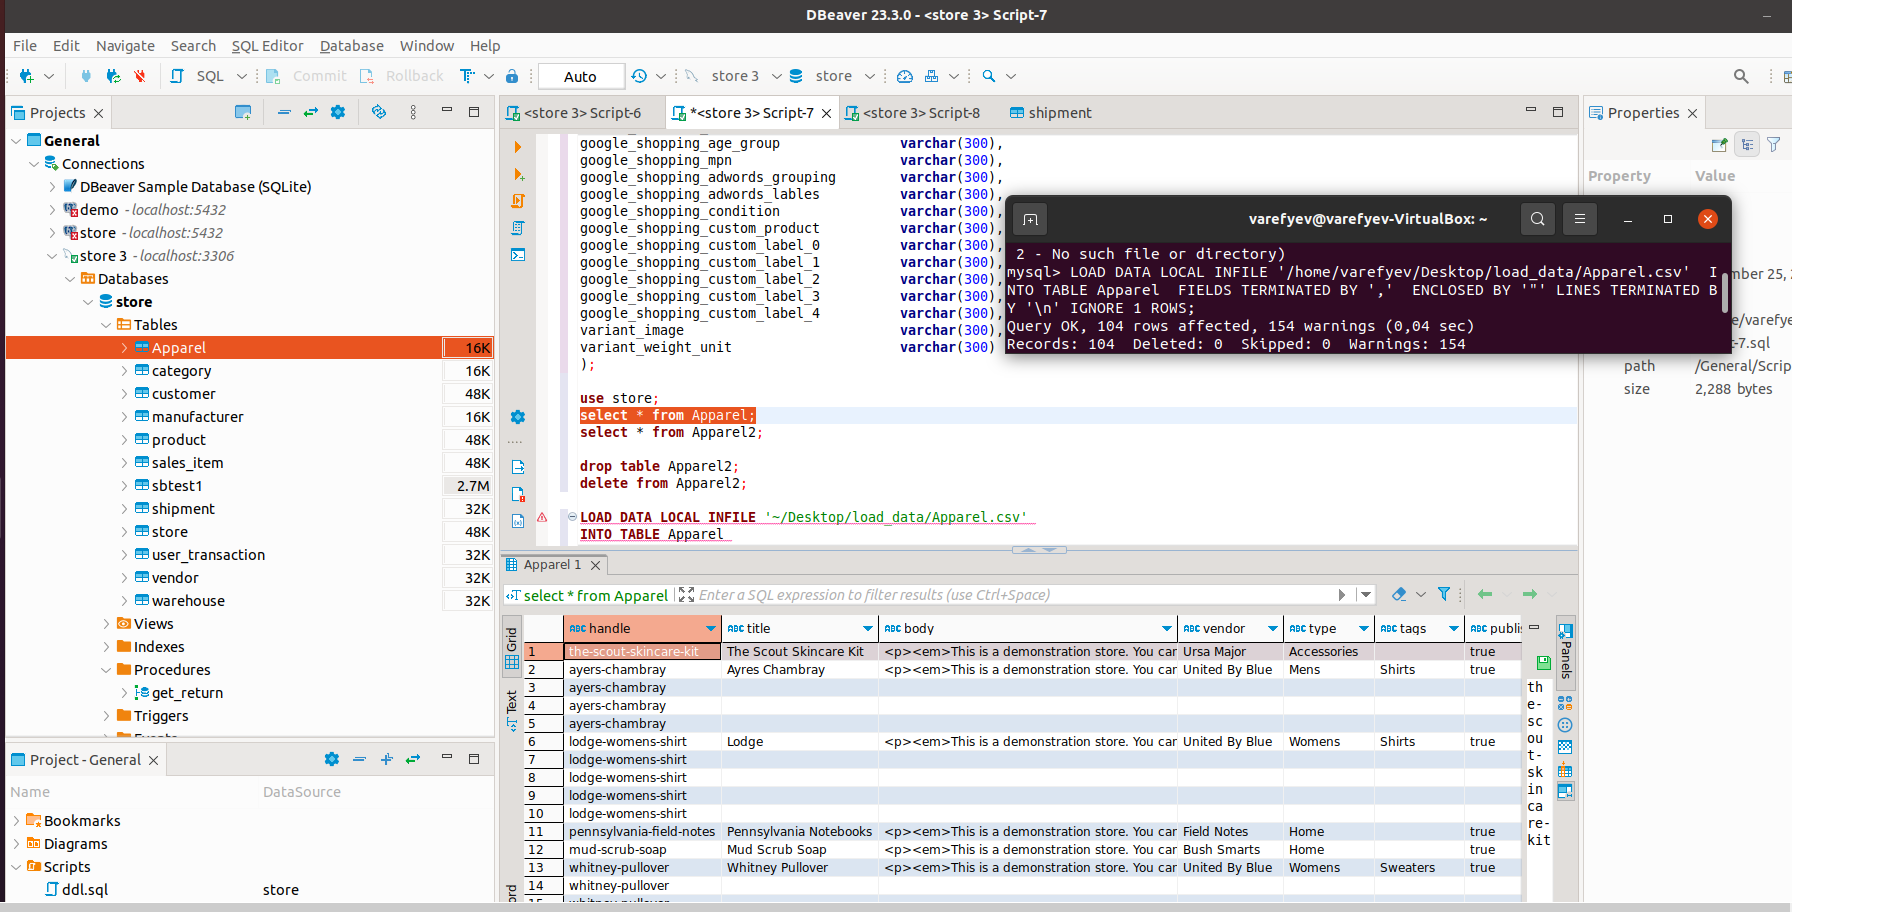 DBeaver 23.3.0 - <store 3> Script-7
File Edit Navigate Search SQL Editor Database Window Help
SQL Commit Rollback Auto store 3 store
Projects
General
Connections
DBeaver Sample Database (SQLite)
demo - localhost:5432
store - localhost:5432
store 3 - localhost:3306
Databases
store
Tables
Apparel 16K
category 16K
customer 48K
manufacturer 16K
product 48K
sales_item 48K
sbtest1 2.7M
shipment 32K
store 48K
user_transaction 32K
vendor 32K
warehouse 32K
Views
Indexes
Procedures
get_return
Triggers
Events
Project - General
Name DataSource
Bookmarks
Diagrams
Scripts
ddl.sql store
<store 3> Script-6 *<store 3> Script-7 <store 3> Script-8 shipment
google_shopping_age_group varchar(300),
google_shopping_mpn varchar(300),
google_shopping_adwords_grouping varchar(300),
google_shopping_adwords_lables varchar(300),
google_shopping_condition varchar(300),
google_shopping_custom_product varchar(300),
google_shopping_custom_label_0 varchar(300),
google_shopping_custom_label_1 varchar(300),
google_shopping_custom_label_2 varchar(300),
google_shopping_custom_label_3 varchar(300),
google_shopping_custom_label_4 varchar(300),
variant_image varchar(300),
variant_weight_unit varchar(300)
);
use store;
select * from Apparel;
select * from Apparel2;
drop table Apparel2;
delete from Apparel2;
LOAD DATA LOCAL INFILE '~/Desktop/load_data/Apparel.csv'
INTO TABLE Apparel
varefyev@varefyev-VirtualBox: ~
2 - No such file or directory)
mysql> LOAD DATA LOCAL INFILE '/home/varefyev/Desktop/load_data/Apparel.csv' I
NTO TABLE Apparel FIELDS TERMINATED BY ',' ENCLOSED BY '"' LINES TERMINATED B
Y '\n' IGNORE 1 ROWS;
Query OK, 104 rows affected, 154 warnings (0,04 sec)
Records: 104 Deleted: 0 Skipped: 0 Warnings: 154
Properties
Property Value
mber 25, 2
e/varefye
-7.sql
path /General/Scrip
size 2,288 bytes
Apparel 1
select * from Apparel Enter a SQL expression to filter results (use Ctrl+Space)
Grid
Text
ord
Panels
ABC handle ABC title ABC body ABC vendor ABC type ABC tags ABC publi
1 the-scout-skincare-kit The Scout Skincare Kit <p><em>This is a demonstration store. You can Ursa Major Accessories true
2 ayers-chambray Ayres Chambray <p><em>This is a demonstration store. You can United By Blue Mens Shirts true
3 ayers-chambray
4 ayers-chambray
5 ayers-chambray
6 lodge-womens-shirt Lodge <p><em>This is a demonstration store. You can United By Blue Womens Shirts true
7 lodge-womens-shirt
8 lodge-womens-shirt
9 lodge-womens-shirt
10 lodge-womens-shirt
11 pennsylvania-field-notes Pennsylvania Notebooks <p><em>This is a demonstration store. You can Field Notes Home true
12 mud-scrub-soap Mud Scrub Soap <p><em>This is a demonstration store. You can Bush Smarts Home true
13 whitney-pullover Whitney Pullover <p><em>This is a demonstration store. You can United By Blue Womens Sweaters true
14 whitney-pullover
15 whitney-pullover
th
e-
sc
ou
t-
sk
in
ca
re-
kit